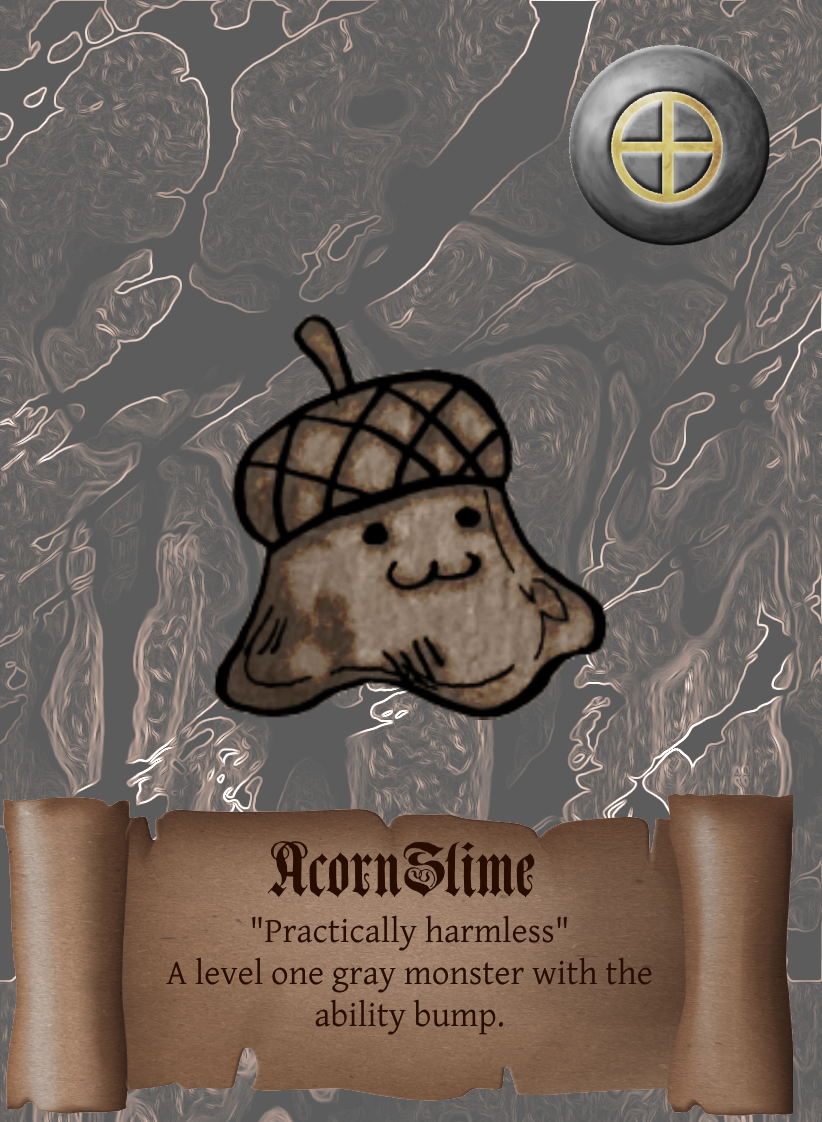 AcornSlime
"Practically harmless"
A level one gray monster with the
ability bump.